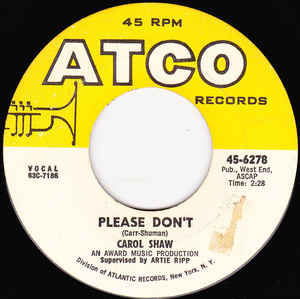 45 RPM
ATCO
RECORDS
VOCAL
63C-7186
45-6278
Pub., West End,
ASCAP
Time: 2:28
PLEASE DON'T
(Carr-Shuman)
CAROL SHAW
AN AWARD MUSIC PRODUCTION
Supervised by ARTIE RIPP
Division of ATLANTIC RECORDS, New York, N. Y.